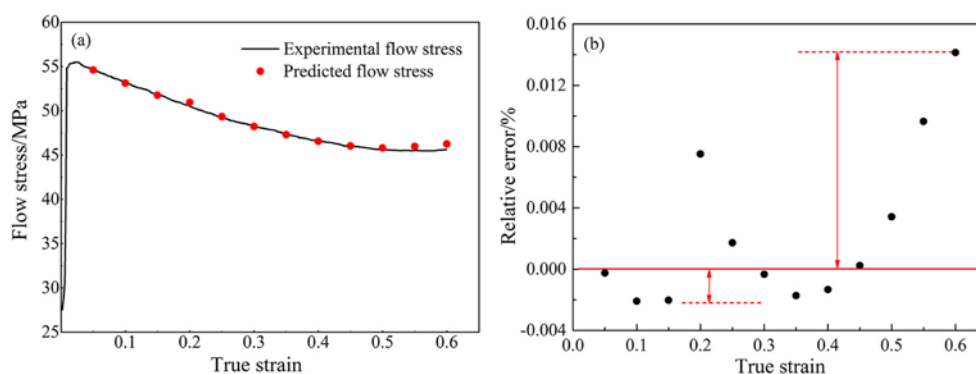 (a)
Experimental flow stress
Predicted flow stress
Flow stress/MPa
60
55
50
45
40
35
30
25
0.1 0.2 0.3 0.4 0.5 0.6
True strain
(b)
Relative error/%
0.016
0.012
0.008
0.004
0.000
-0.004
0.0 0.1 0.2 0.3 0.4 0.5 0.6
True strain